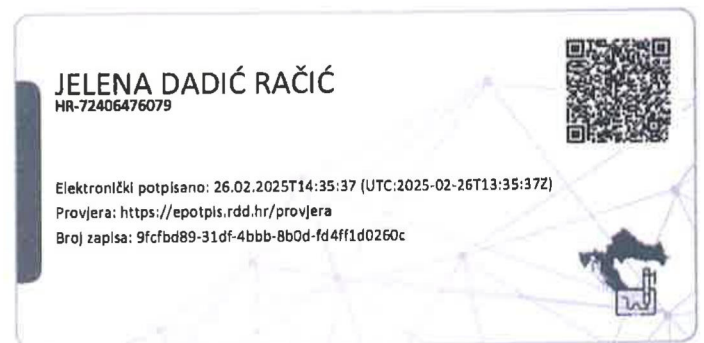 JELENA DADIĆ RAČIĆ
HR-72406476079
Elektronički potpisano: 26.02.2025T14:35:37 (UTC:2025-02-26T13:35:37Z)
Provjera: https://epotpis.rdd.hr/provjera
Broj zapisa: 9fcfbd89-31df-4bbb-8b0d-fd4ff1d0260c